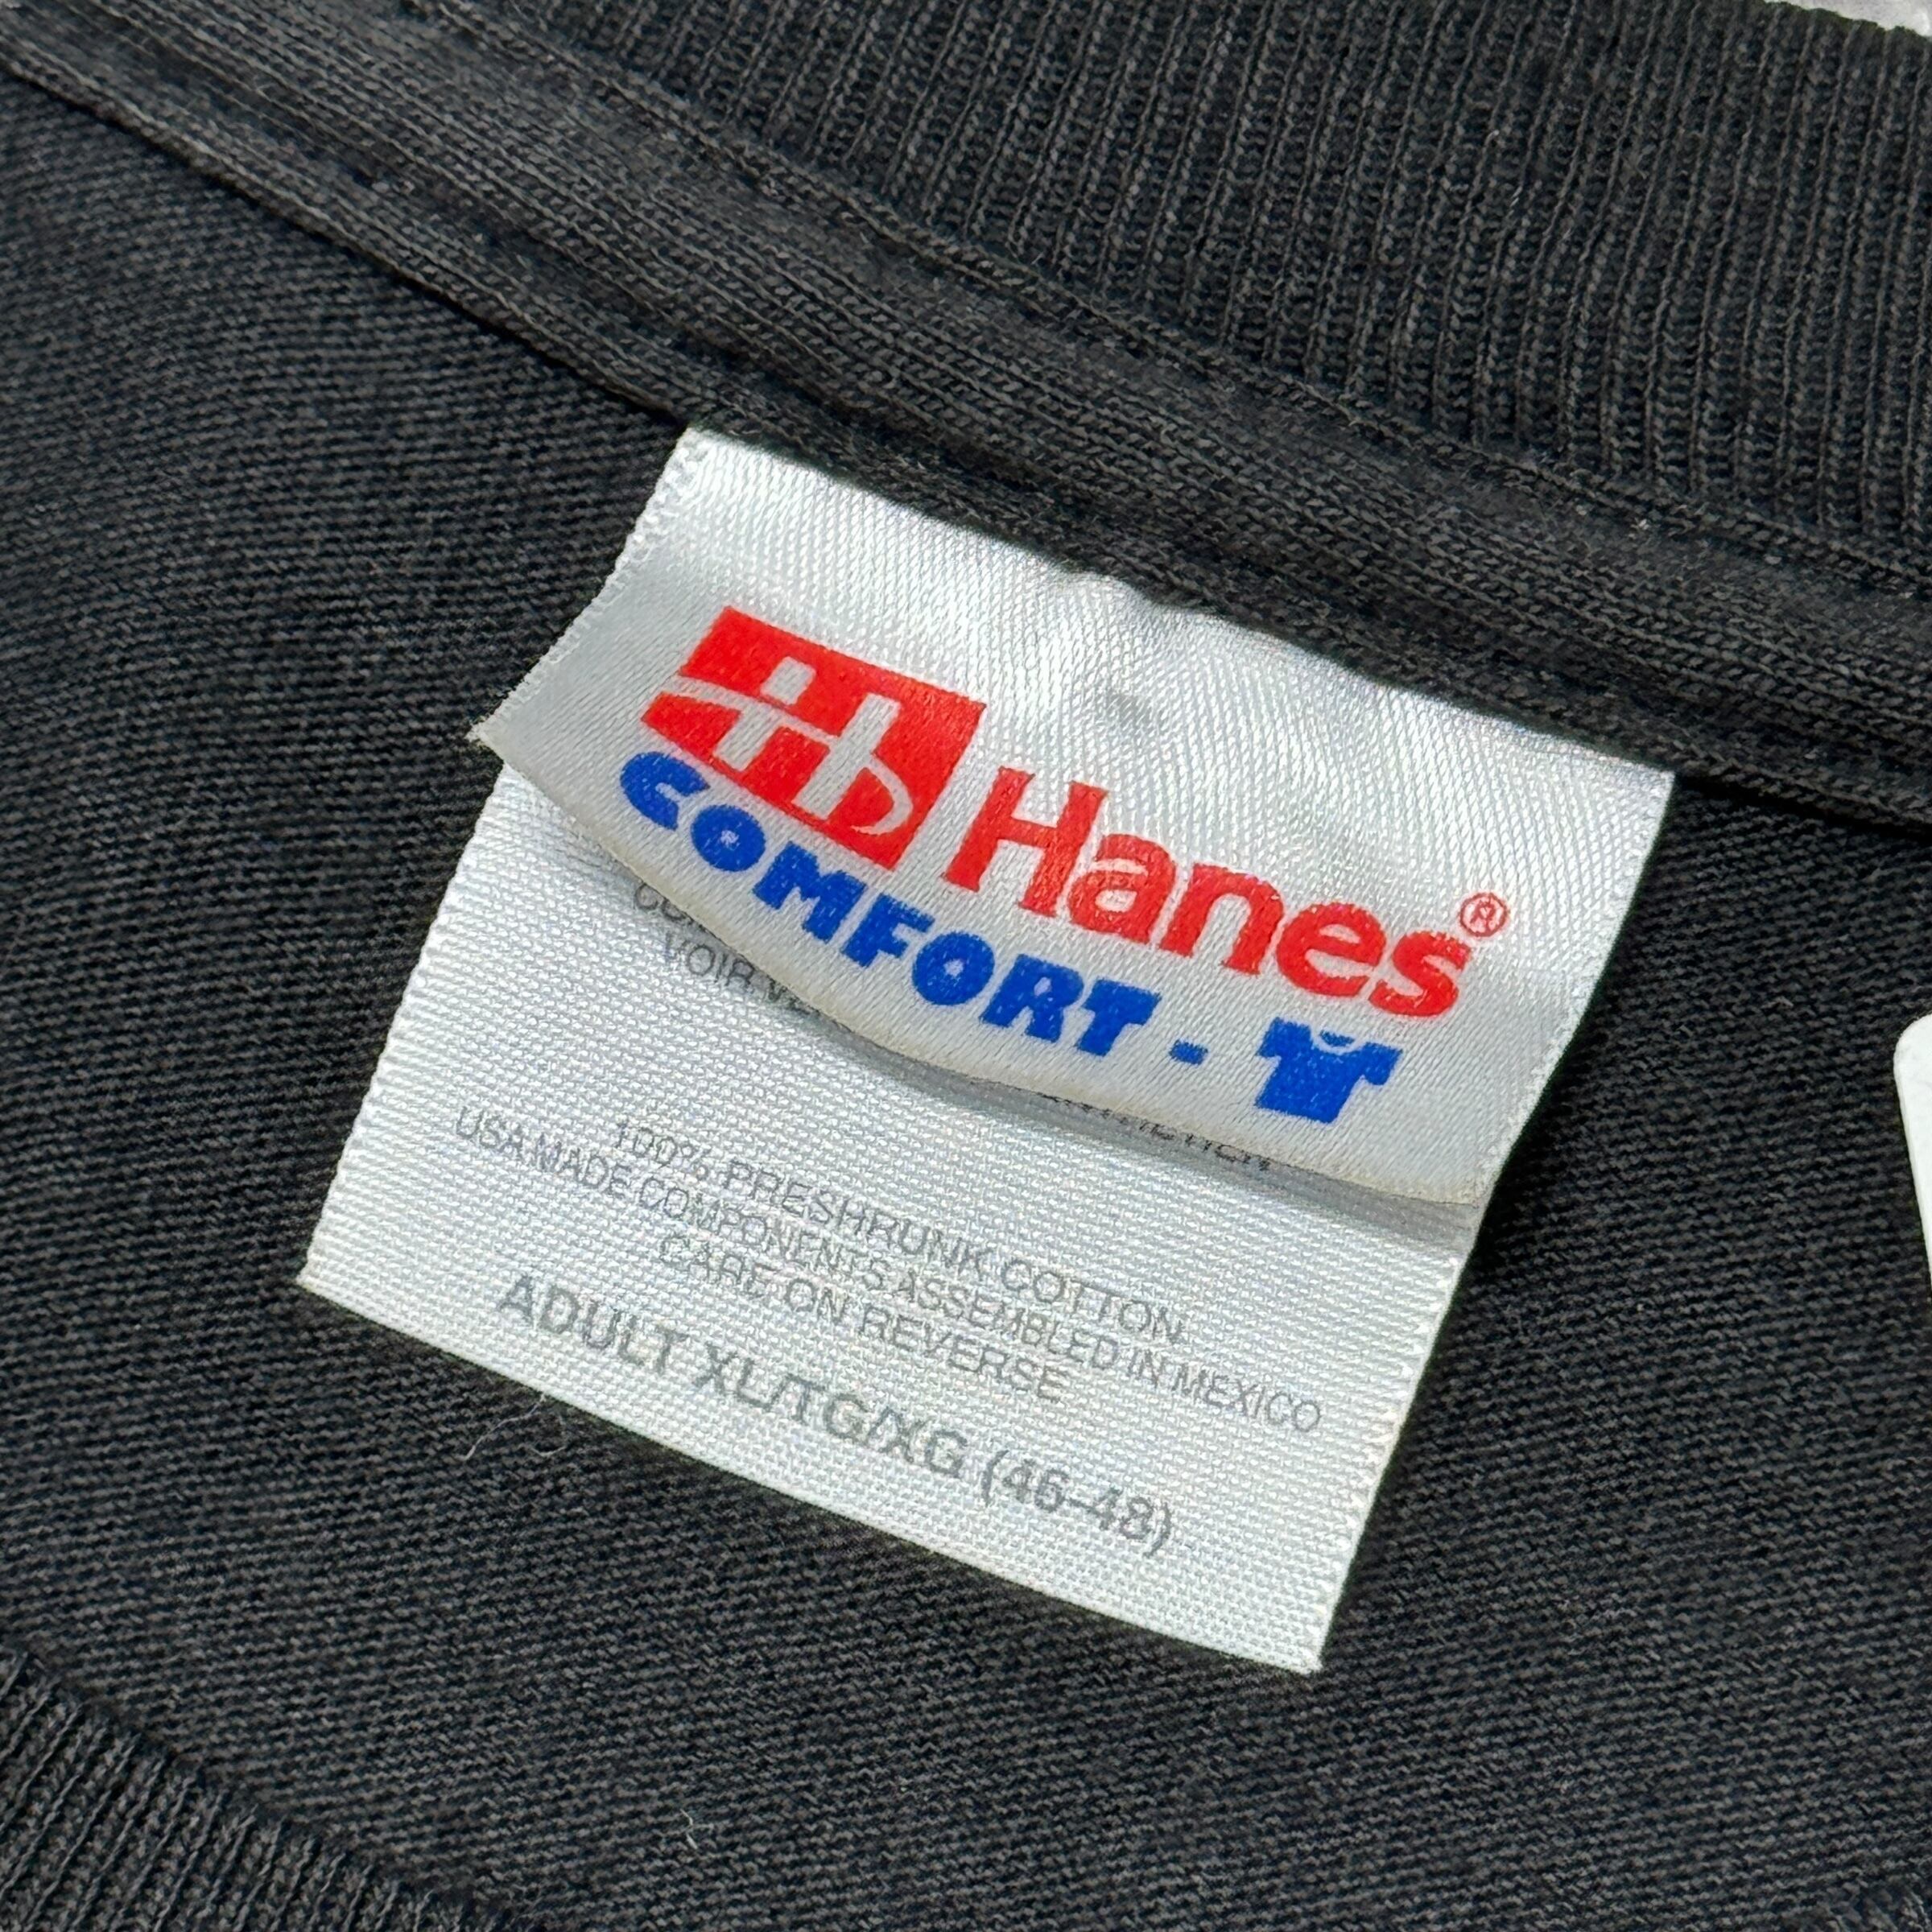 Hanes®
COMFORT-T
VOIR
100% PRESHRUNK COTTON
USA MADE COMPONENTS ASSEMBLED IN MEXICO
CARE ON REVERSE
ADULT XL/TG/XG (46-48)